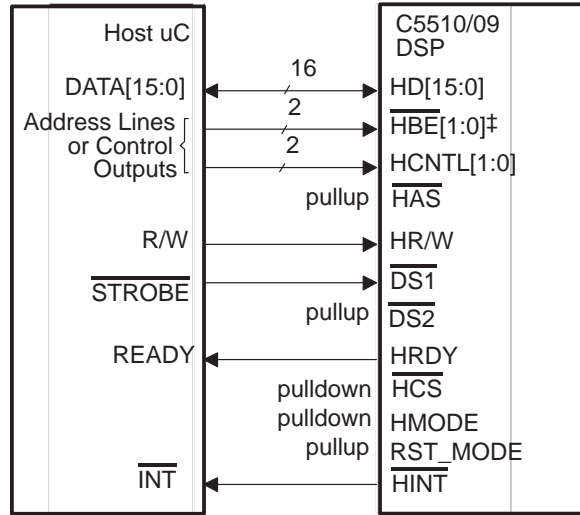 Host uC
C5510/09
DSP
16
DATA[15:0]
HD[15:0]
Address Lines
or Control
Outputs
2
HBE[1:0]‡
2
HCNTL[1:0]
pullup
HAS
R/W
HR/W
STROBE
DS1
pullup
DS2
READY
HRDY
pulldown
HCS
pulldown
HMODE
pullup
RST_MODE
INT
HINT